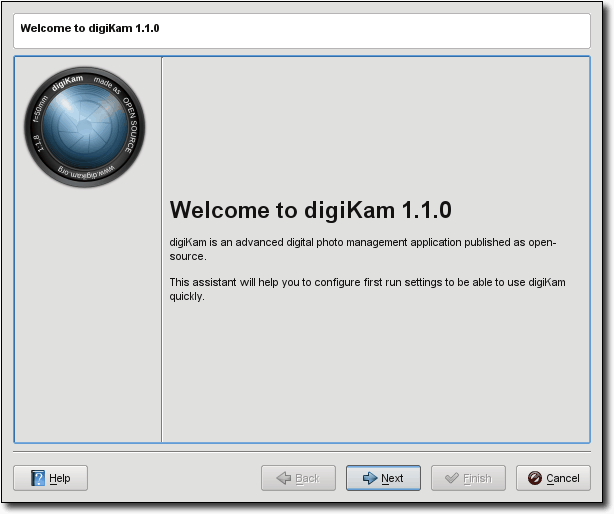 Welcome to digiKam 1.1.0
digiKam made as OPEN SOURCE
1:1.8 f=50mm
www.digikam.org
Welcome to digiKam 1.1.0
digiKam is an advanced digital photo management application published as open-
source.
This assistant will help you to configure first run settings to be able to use digiKam
quickly.
Help Back Next Finish Cancel